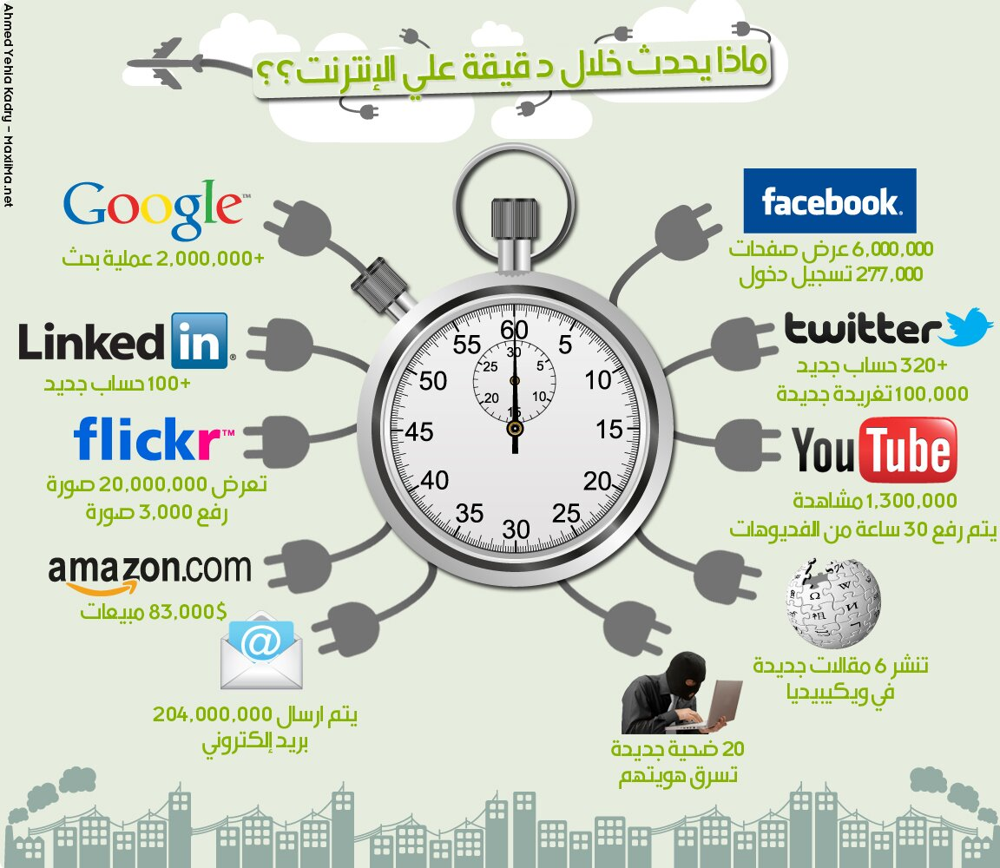 Ahmed Yehia Kadry - MaxiiMa.net
ماذا يحدث خلال دقيقة علي الإنترنت؟؟
facebook.
6,000,000 عرض صفحات
277,000 تسجيل دخول
twitter
+320 حساب جديد
100,000 تغريدة جديدة
YouTube
1,300,000 مشاهدة
يتم رفع 30 ساعة من الفديوهات
Ω W И
祖
تنشر 6 مقالات جديدة
في ويكيبيديا
20 ضحية جديدة
تسرق هويتهم
Google™
+2,000,000 عملية بحث
Linked in®
+100 حساب جديد
flickr™
تعرض 20,000,000 صورة
رفع 3,000 صورة
amazon.com
83,000$ مبيعات
@
يتم ارسال 204,000,000
بريد إلكتروني
60
5
10
15
20
25
30
35
40
45
50
55
30
5
10
15
20
25